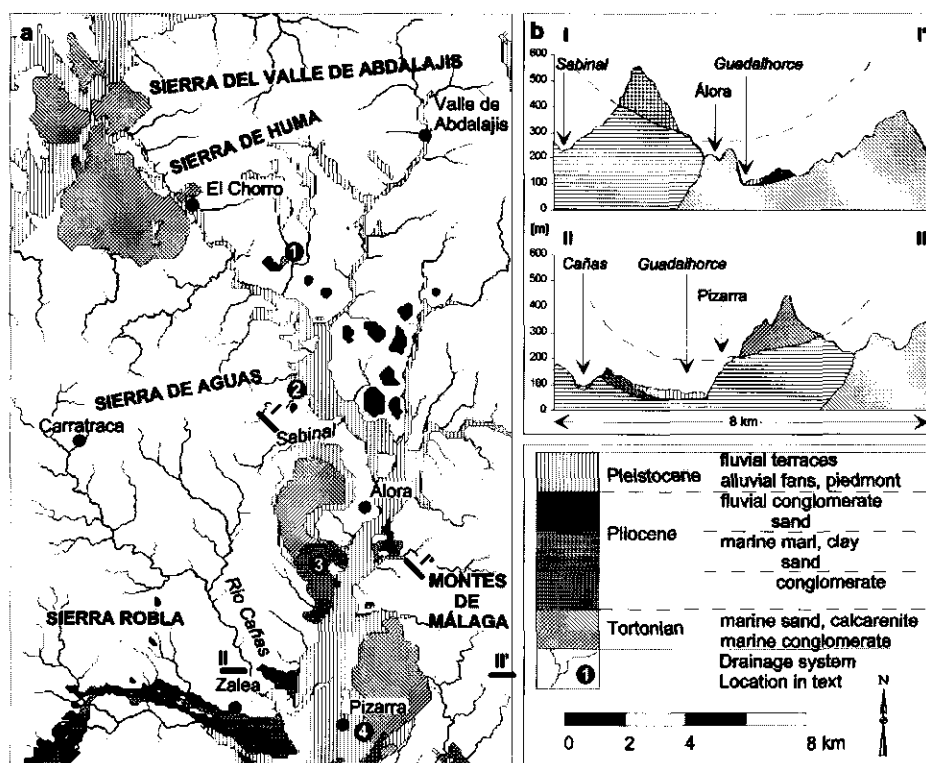 a
SIERRA DEL VALLE DE ABDALAJIS
Valle de
Abdalajis
SIERRA DE HUMA
El Chorro
1
2
SIERRA DE AGUAS
Carratraca
I
Sabinal
Álora
3
I'
MONTES
DE
MÁLAGA
Río Cañas
SIERRA ROBLA
II
Zalea
II'
Pizarra
4
b
I
I'
600
500
400
300
200
100
0
Sabinal
Álora
Guadalhorce
[m]
II
II
600
500
400
300
200
100
0
Cañas
Guadalhorce
Pizarra
8 km
Pleistocene
fluvial terraces
alluvial fans, piedmont
Pliocene
fluvial conglomerate
sand
marine marl, clay
sand
conglomerate
Tortonian
marine sand, calcarenite
marine conglomerate
Drainage system
1
Location in text
N
0 2 4 8 km